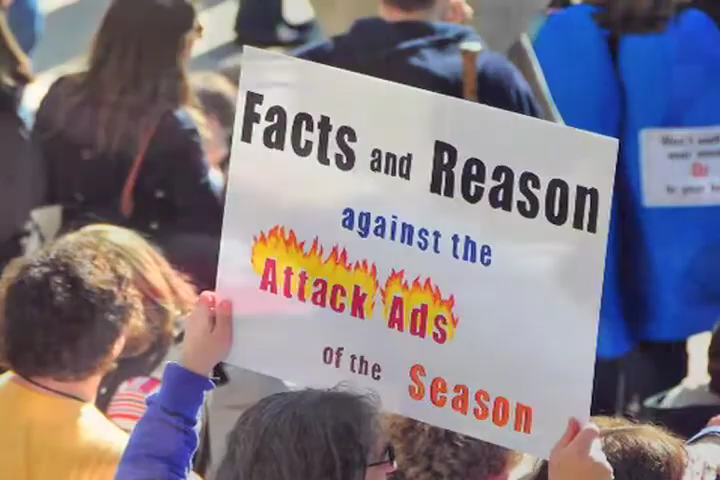 Facts and Reason
against the
Attack Ads
of the Season